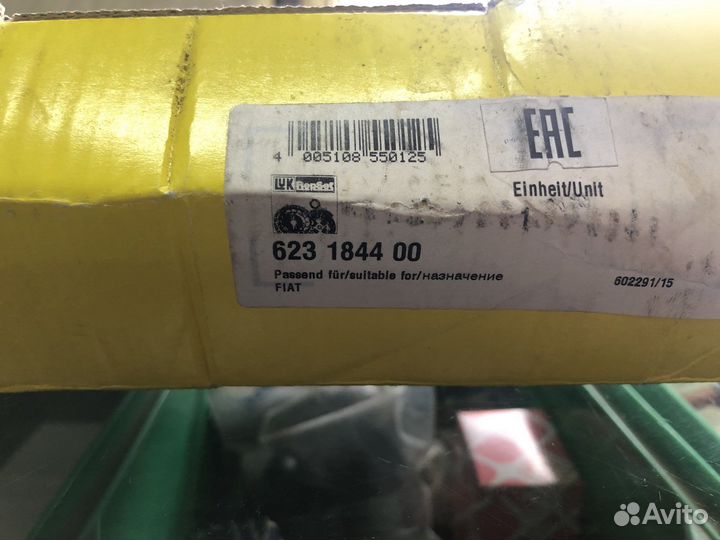 4 005108 550125
EAC
LUK RepSet
Einheit/Unit
623 1844 00
Passend für/suitable for/назначение
FIAT
602291/15
Avito